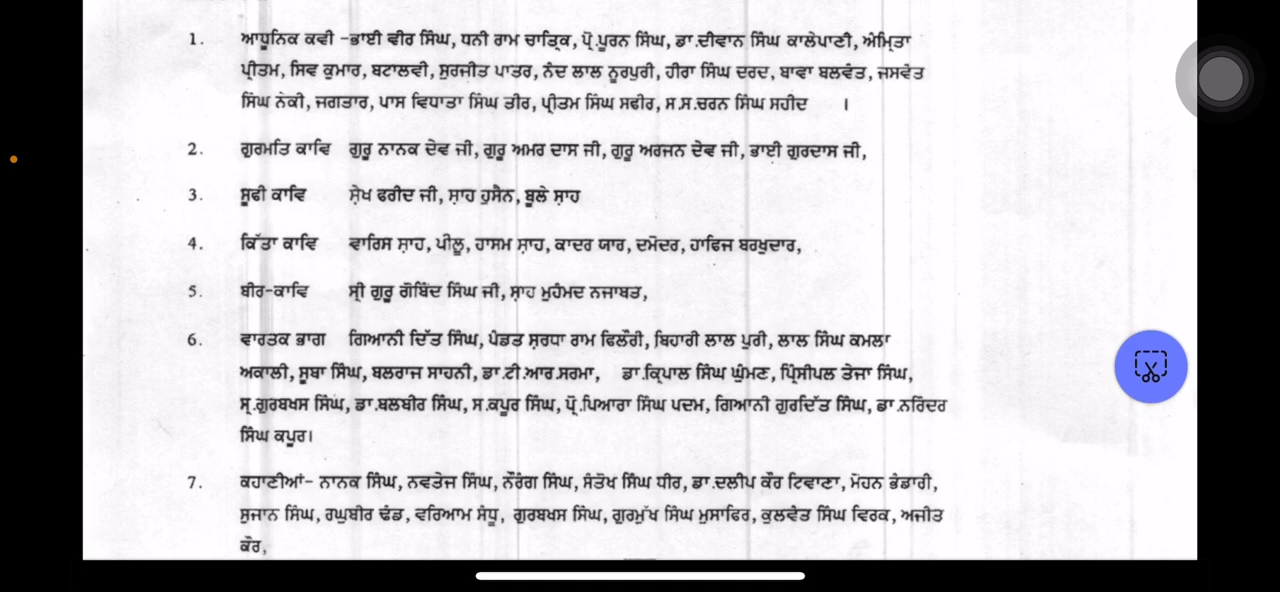 1. ਆਧੂਨਿਕ ਕਵੀ -ਭਾਈ ਵੀਰ ਸਿੰਘ, ਧਨੀ ਰਾਮ ਚਾਤ੍ਰਿਕ, ਪ੍ਰੋ.ਪੂਰਨ ਸਿੰਘ, ਡਾ.ਦੀਵਾਨ ਸਿੰਘ ਕਾਲੇਪਾਣੀ, ਅੰਮ੍ਰਿਤਾ
ਪ੍ਰੀਤਮ, ਸਿਵ ਕੁਮਾਰ, ਬਟਾਲਵੀ, ਸੁਰਜੀਤ ਪਾਤਰ, ਨੰਦ ਲਾਲ ਨੂਰਪੁਰੀ, ਹੀਰਾ ਸਿੰਘ ਦਰਦ, ਬਾਵਾ ਬਲਵੰਤ, ਜਸਵੰਤ
ਸਿੰਘ ਨੇਕੀ, ਜਗਤਾਰ, ਪਾਸ ਵਿਧਾਤਾ ਸਿੰਘ ਤੀਰ, ਪ੍ਰੀਤਮ ਸਿੰਘ ਸਫੀਰ, ਸ.ਸ.ਚਰਨ ਸਿੰਘ ਸਹੀਦ ।
2. ਗੁਰਮਤਿ ਕਾਵਿ ਗੁਰੂ ਨਾਨਕ ਦੇਵ ਜੀ, ਗੁਰੂ ਅਮਰ ਦਾਸ ਜੀ, ਗੁਰੂ ਅਰਜਨ ਦੇਵ ਜੀ, ਭਾਈ ਗੁਰਦਾਸ ਜੀ,
3. ਸੂਫੀ ਕਾਵਿ ਸ਼ੇਖ ਫਰੀਦ ਜੀ, ਸ਼ਾਹ ਹੁਸੈਨ, ਬੂਲੇ ਸ਼ਾਹ
4. ਕਿੱਤਾ ਕਾਵਿ ਵਾਰਿਸ ਸ਼ਾਹ, ਪੀਲੂ, ਹਾਸਮ ਸ਼ਾਹ, ਕਾਦਰ ਯਾਰ, ਦਮੋਦਰ, ਹਾਫਿਜ ਬਰਖੁਦਾਰ,
5. ਬੀਰ-ਕਾਵਿ ਸ੍ਰੀ ਗੁਰੂ ਗੋਬਿੰਦ ਸਿੰਘ ਜੀ, ਸ਼ਾਹ ਮੁਹੰਮਦ ਨਜਾਬਤ,
6. ਵਾਰਤਕ ਭਾਗ ਗਿਆਨੀ ਦਿੱਤ ਸਿੰਘ, ਪੰਡਤ ਸ਼ਰਧਾ ਰਾਮ ਫਿਲੌਰੀ, ਬਿਹਾਰੀ ਲਾਲ ਪੁਰੀ, ਲਾਲ ਸਿੰਘ ਕਮਲਾ
ਅਕਾਲੀ, ਸੂਬਾ ਸਿੰਘ, ਬਲਰਾਜ ਸਾਹਨੀ, ਡਾ.ਟੀ.ਆਰ.ਸਰਮਾ, ਡਾ.ਕ੍ਰਿਪਾਲ ਸਿੰਘ ਘੁੰਮਣ, ਪ੍ਰਿੰਸੀਪਲ ਤੇਜਾ ਸਿੰਘ,
ਸ੍ਰ.ਗੁਰਬਖਸ ਸਿੰਘ, ਡਾ.ਬਲਬੀਰ ਸਿੰਘ, ਸ.ਕਪੂਰ ਸਿੰਘ, ਪ੍ਰੋ.ਪਿਆਰਾ ਸਿੰਘ ਪਦਮ, ਗਿਆਨੀ ਗੁਰਦਿੱਤ ਸਿੰਘ, ਡਾ.ਨਰਿੰਦਰ
ਸਿੰਘ ਕਪੂਰ।
7. ਕਹਾਣੀਆਂ- ਨਾਨਕ ਸਿੰਘ, ਨਵਤੇਜ ਸਿੰਘ, ਨੌਰੰਗ ਸਿੰਘ, ਸੰਤੋਖ ਸਿੰਘ ਧੀਰ, ਡਾ.ਦਲੀਪ ਕੌਰ ਟਿਵਾਣਾ, ਮੋਹਨ ਭੰਡਾਰੀ,
ਸੁਜਾਨ ਸਿੰਘ, ਰਘੁਬੀਰ ਢੰਡ, ਵਰਿਆਮ ਸੰਧੂ, ਗੁਰਬਖਸ ਸਿੰਘ, ਗੁਰਮੁੱਖ ਸਿੰਘ ਮੁਸਾਫਿਰ, ਕੁਲਵੰਤ ਸਿੰਘ ਵਿਰਕ, ਅਜੀਤ
ਕੌਰ,